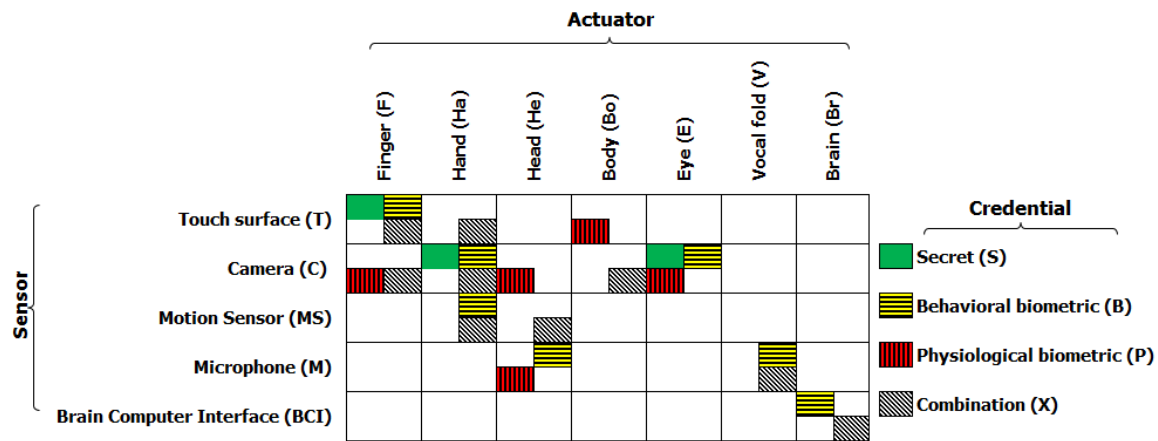 Actuator
Finger (F)
Hand (Ha)
Head (He)
Body (Bo)
Eye (E)
Vocal fold (V)
Brain (Br)
Sensor
Touch surface (T)
Camera (C)
Motion Sensor (MS)
Microphone (M)
Brain Computer Interface (BCI)
Credential
Secret (S)
Behavioral biometric (B)
Physiological biometric (P)
Combination (X)